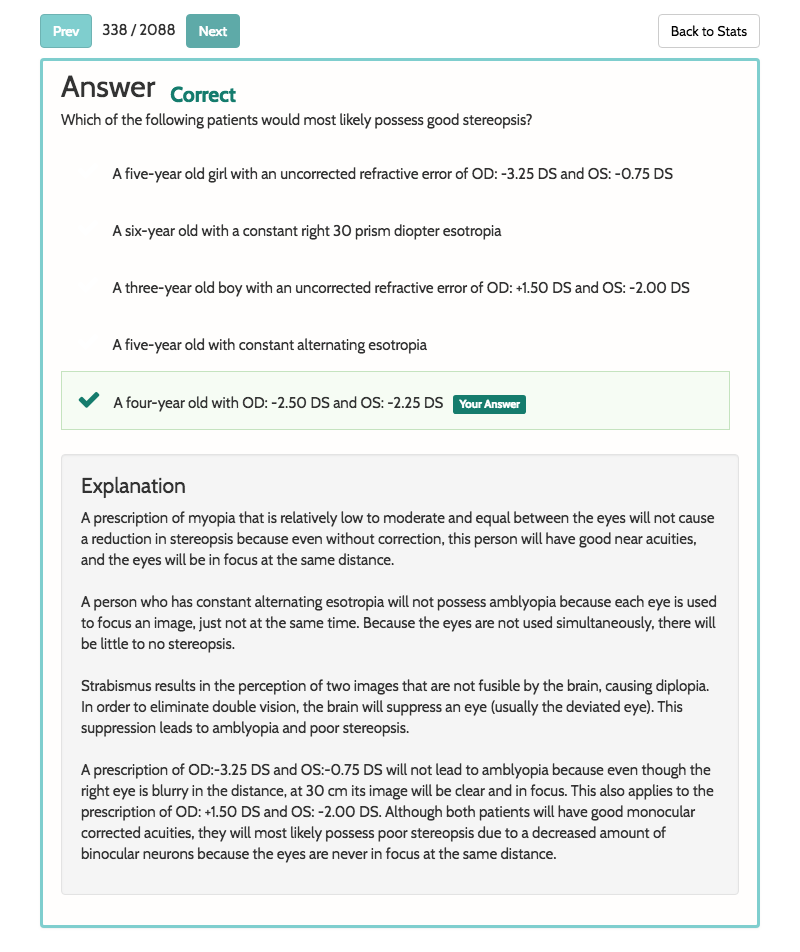 Prev 338 / 2088 Next Back to Stats
Answer Correct
Which of the following patients would most likely possess good stereopsis?
A five-year old girl with an uncorrected refractive error of OD: -3.25 DS and OS: -0.75 DS
A six-year old with a constant right 30 prism diopter esotropia
A three-year old boy with an uncorrected refractive error of OD: +1.50 DS and OS: -2.00 DS
A five-year old with constant alternating esotropia
A four-year old with OD: -2.50 DS and OS: -2.25 DS Your Answer
Explanation
A prescription of myopia that is relatively low to moderate and equal between the eyes will not cause
a reduction in stereopsis because even without correction, this person will have good near acuities,
and the eyes will be in focus at the same distance.
A person who has constant alternating esotropia will not possess amblyopia because each eye is used
to focus an image, just not at the same time. Because the eyes are not used simultaneously, there will
be little to no stereopsis.
Strabismus results in the perception of two images that are not fusible by the brain, causing diplopia.
In order to eliminate double vision, the brain will suppress an eye (usually the deviated eye). This
suppression leads to amblyopia and poor stereopsis.
A prescription of OD:-3.25 DS and OS:-0.75 DS will not lead to amblyopia because even though the
right eye is blurry in the distance, at 30 cm its image will be clear and in focus. This also applies to the
prescription of OD: +1.50 DS and OS: -2.00 DS. Although both patients will have good monocular
corrected acuities, they will most likely possess poor stereopsis due to a decreased amount of
binocular neurons because the eyes are never in focus at the same distance.